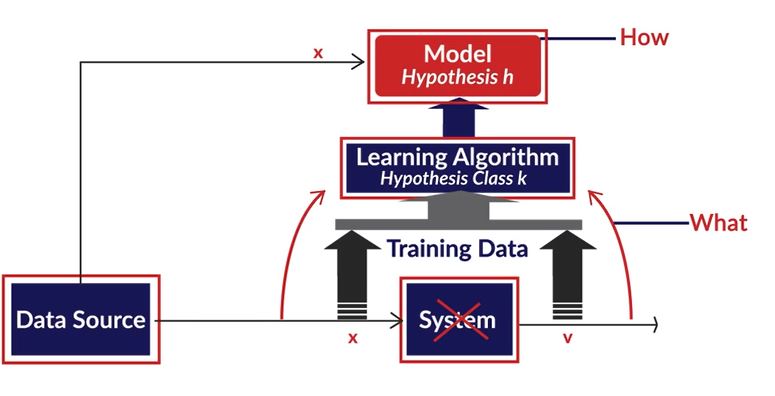 How
x
Model
Hypothesis h
Learning Algorithm
Hypothesis Class k
What
Training Data
Data Source
System
x
v